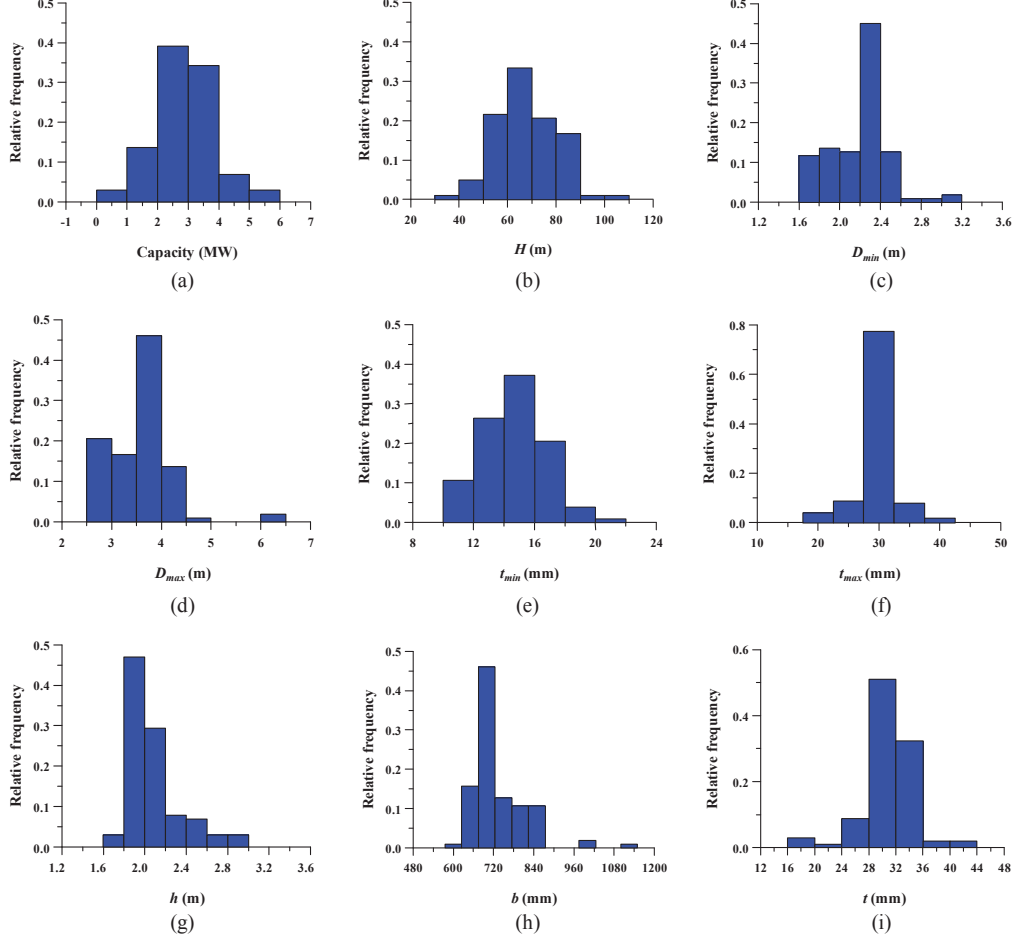 0.5
0.4
0.3
0.2
0.1
0.0
Relative frequency
-1 0 1 2 3 4 5 6 7
Capacity (MW)
(a)
0.5
0.4
0.3
0.2
0.1
0.0
Relative frequency
20 40 60 80 100 120
H (m)
(b)
0.5
0.4
0.3
0.2
0.1
0.0
Relative frequency
1.2 1.6 2.0 2.4 2.8 3.2 3.6
Dmin (m)
(c)
0.5
0.4
0.3
0.2
0.1
0.0
Relative frequency
2 3 4 5 6 7
Dmax (m)
(d)
0.5
0.4
0.3
0.2
0.1
0.0
Relative frequency
8 12 16 20 24
tmin (mm)
(e)
0.8
0.6
0.4
0.2
0.0
Relative frequency
10 20 30 40 50
tmax (mm)
(f)
0.5
0.4
0.3
0.2
0.1
0.0
Relative frequency
1.2 1.6 2.0 2.4 2.8 3.2 3.6
h (m)
(g)
0.5
0.4
0.3
0.2
0.1
0.0
Relative frequency
480 600 720 840 960 1080 1200
b (mm)
(h)
0.6
0.4
0.2
0.0
Relative frequency
12 16 20 24 28 32 36 40 44 48
t (mm)
(i)